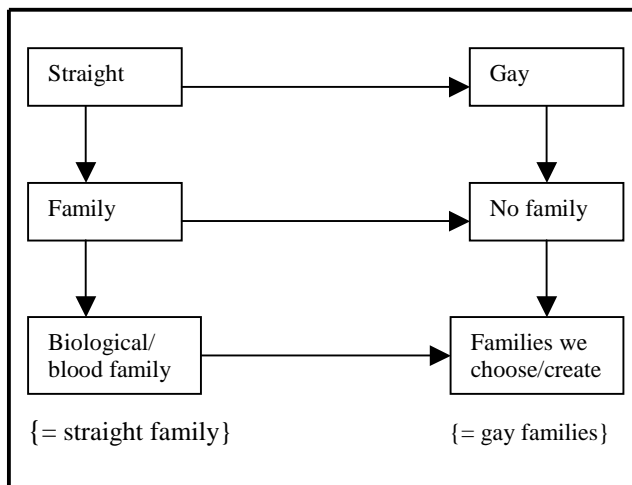 Straight
Gay
Family
No family
Biological/
blood family
Families we
choose/create
{= straight family}
{= gay families}